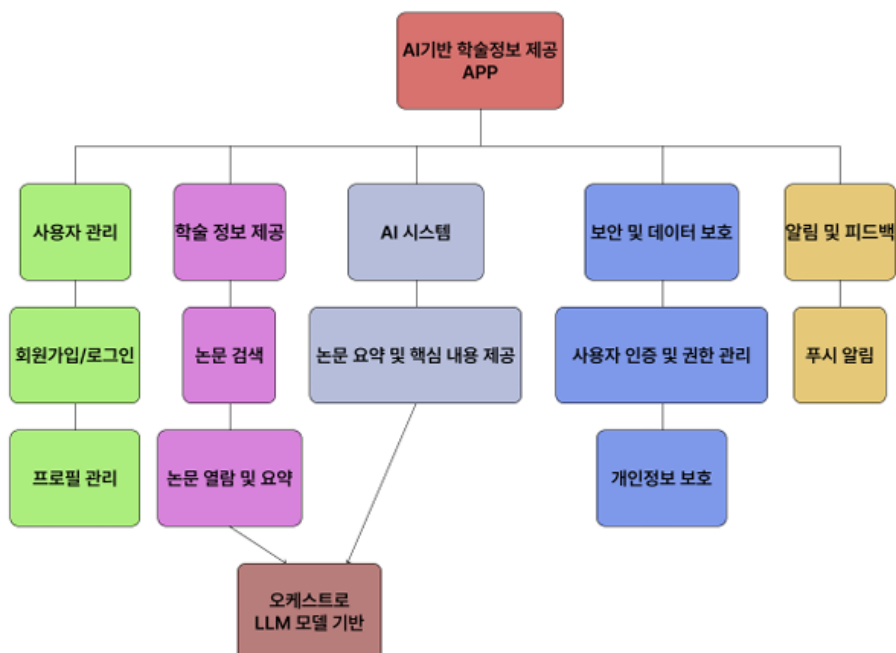 AI기반 학술정보 제공
APP
사용자 관리
학술 정보 제공
AI 시스템
보안 및 데이터 보호
알림 및 피드백
회원가입/로그인
논문 검색
논문 요약 및 핵심 내용 제공
사용자 인증 및 권한 관리
푸시 알림
프로필 관리
논문 열람 및 요약
개인정보 보호
오케스트로
LLM 모델 기반